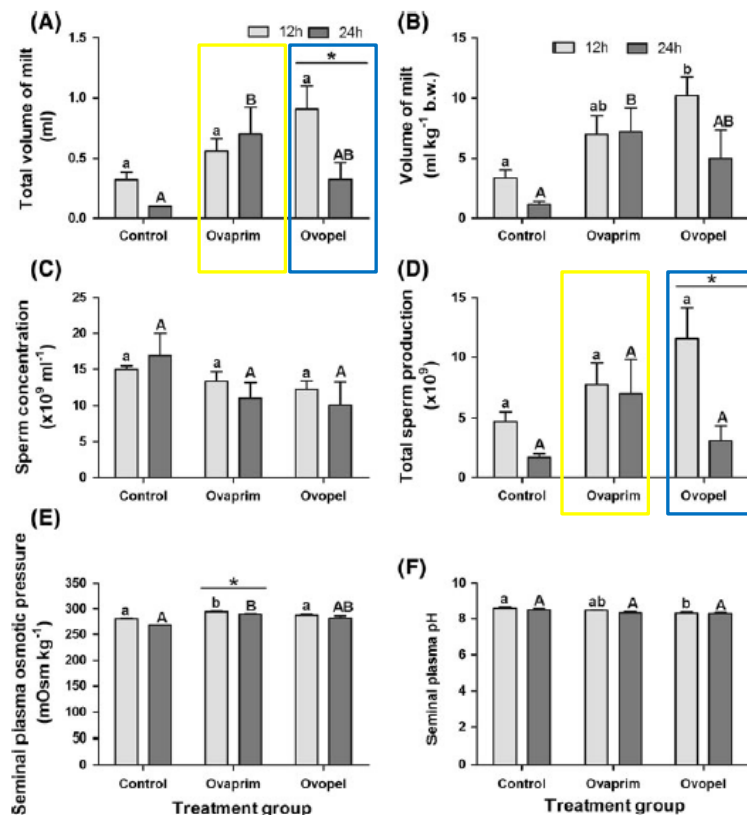 (A)
12h 24h
Total volume of milt
(ml)
1.5
1.0
0.5
0.0
a A
a B
a AB
*
Control Ovaprim Ovopel
(B)
12h 24h
Volume of milt
(ml kg⁻¹ b.w.)
15
10
5
0
a A
ab B
b AB
Control Ovaprim Ovopel
(C)
Sperm concentration
(x10⁹ ml⁻¹)
25
20
15
10
5
0
a A
a A
a A
Control Ovaprim Ovopel
(D)
Total sperm production
(x10⁹)
15
10
5
0
a A
a A
a A
*
Control Ovaprim Ovopel
(E)
Seminal plasma osmotic pressure
(mOsm kg⁻¹)
350
300
250
200
150
100
50
0
a A
b B
*
a AB
Control Ovaprim Ovopel
Treatment group
(F)
Seminal plasma pH
10
8
6
4
2
0
a A
ab A
b A
Control Ovaprim Ovopel
Treatment group